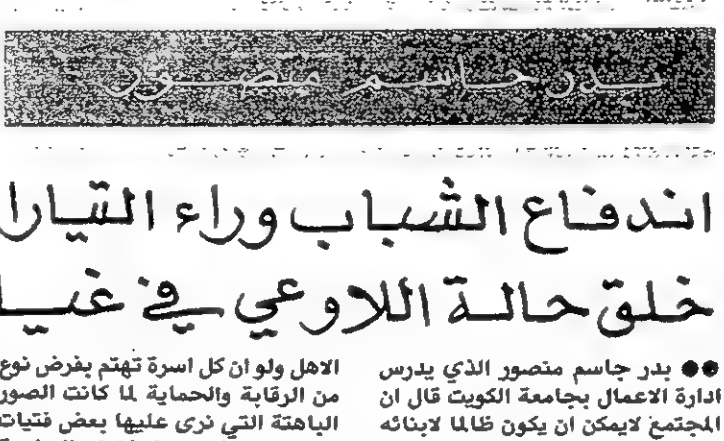 بدر جاسم منصور
اندفاع الشباب وراء التيارا
خلق حالة اللاوعي في غيا
●● بدر جاسم منصور الذي يدرس
ادارة الاعمال بجامعة الكويت قال ان
المجتمع لايمكن ان يكون ظالما لابنائه
الاهل ولو ان كل اسرة تهتم بفرض نوع
من الرقابة والحماية لما كانت الصور
الباهتة التي نرى عليها بعض فتيات